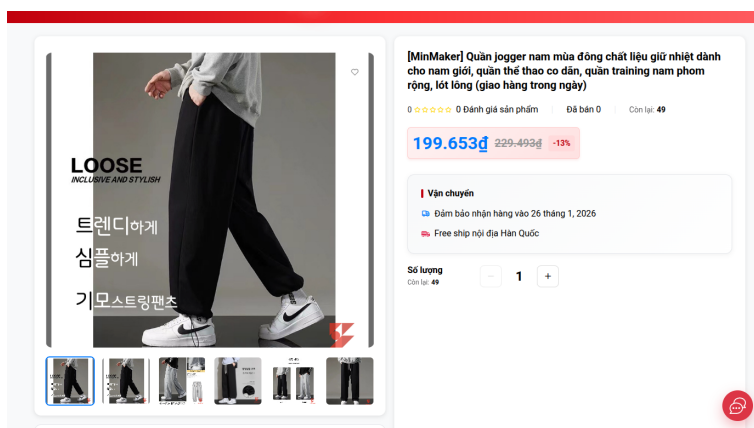 LOOSE
INCLUSIVE AND STYLISH
트렌디하게
심플하게
기모스트링팬츠
[MinMaker] Quần jogger nam mùa đông chất liệu giữ nhiệt dành
cho nam giới, quần thể thao co dãn, quần training nam phom
rộng, lót lông (giao hàng trong ngày)
0 ☆☆☆☆☆ 0 Đánh giá sản phẩm Đã bán 0 Còn lại: 49
199.653₫ 229.493₫ -13%
Vận chuyển
Đảm bảo nhận hàng vào 26 tháng 1, 2026
Free ship nội địa Hàn Quốc
Số lượng
Còn lại: 49
− 1 +